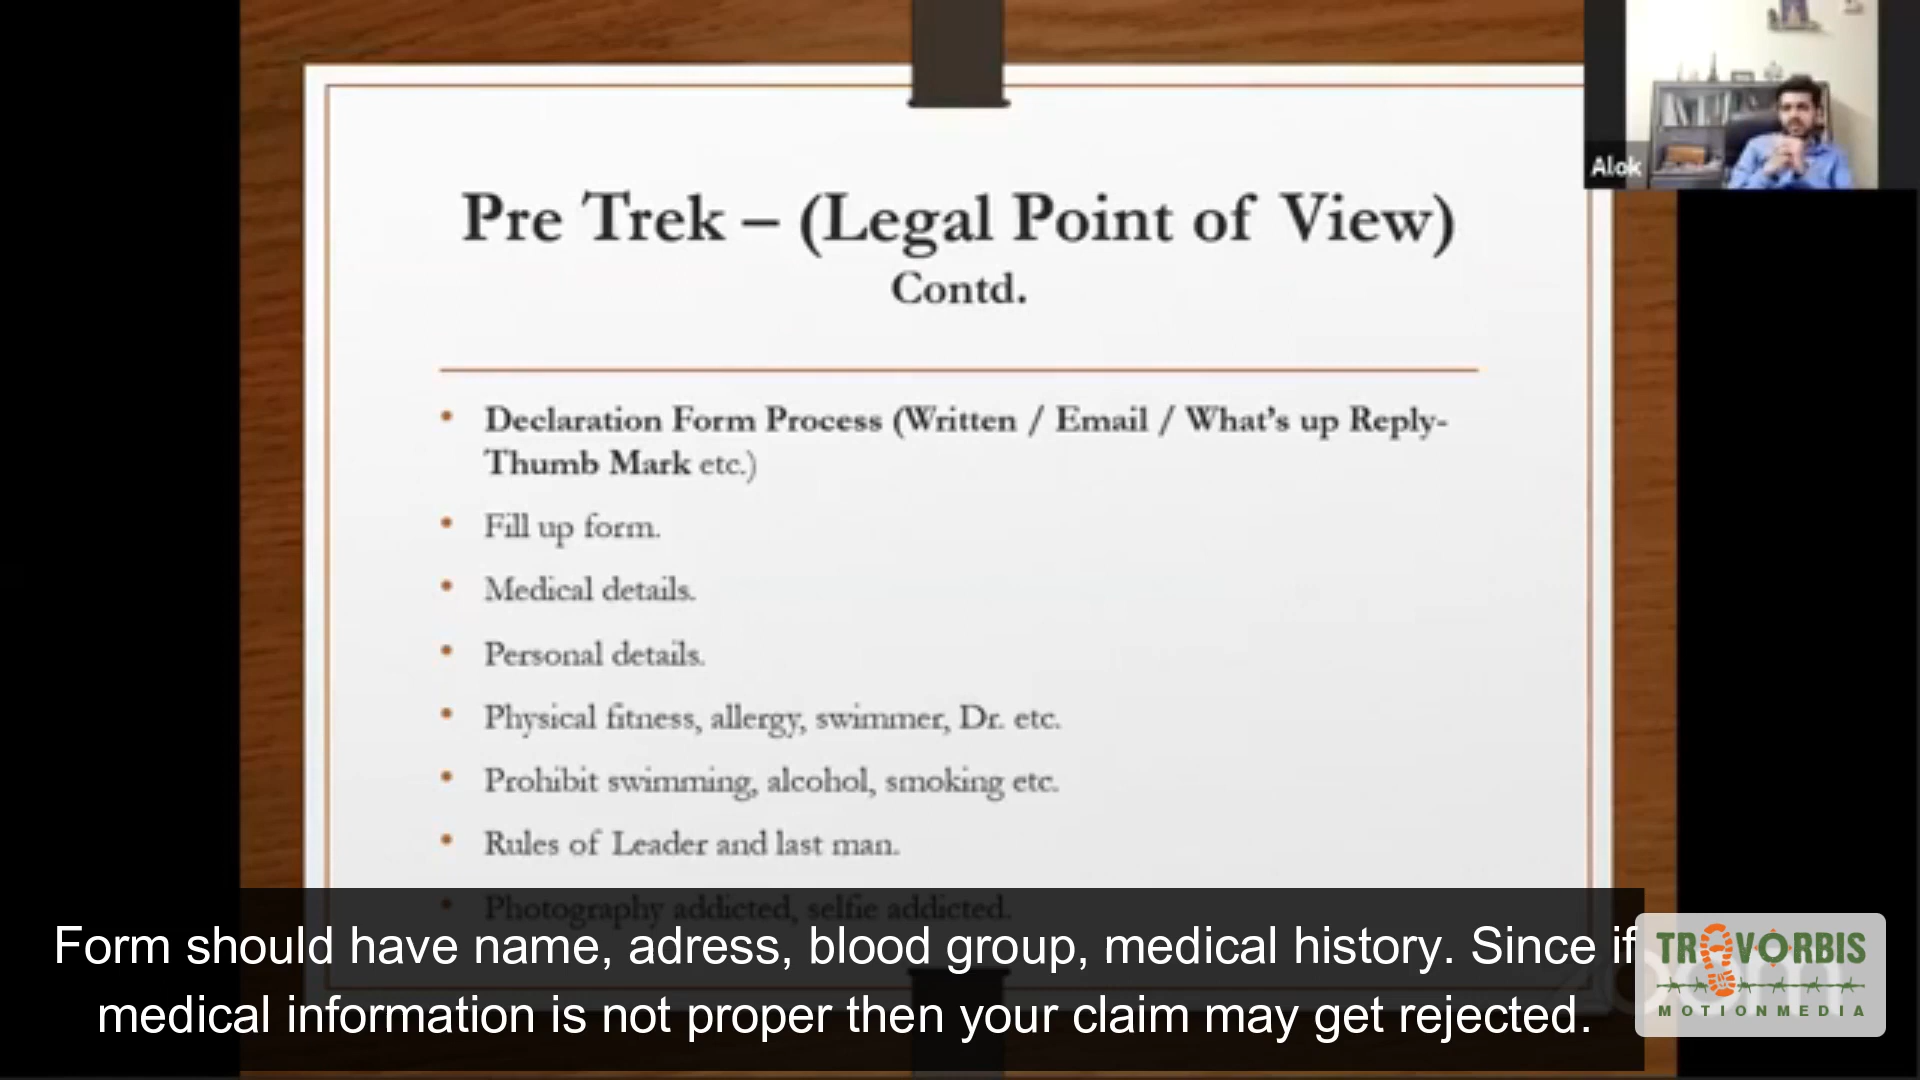 Alok
Pre Trek – (Legal Point of View)
Contd.
• Declaration Form Process (Written / Email / What's up Reply-
Thumb Mark etc.)
• Fill up form.
• Medical details.
• Personal details.
• Physical fitness, allergy, swimmer, Dr. etc.
• Prohibit swimming, alcohol, smoking etc.
• Rules of Leader and last man.
• Photography addicted, selfie addicted.
Form should have name, adress, blood group, medical history. Since if
medical information is not proper then your claim may get rejected.
TRAVORBIS
MOTIONMEDIA